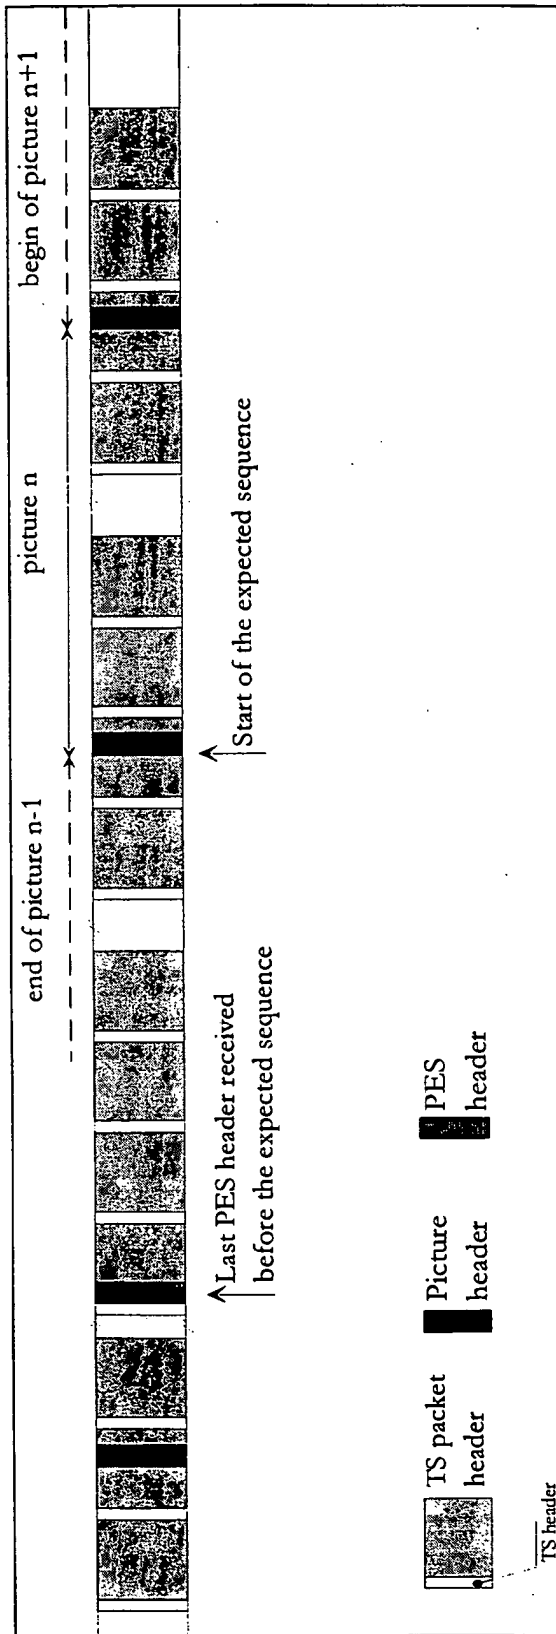 end of picture n-1
picture n
begin of picture n+1
Last PES header received
before the expected sequence
Start of the expected sequence
TS packet
header
Picture
header
PES
header
TS header